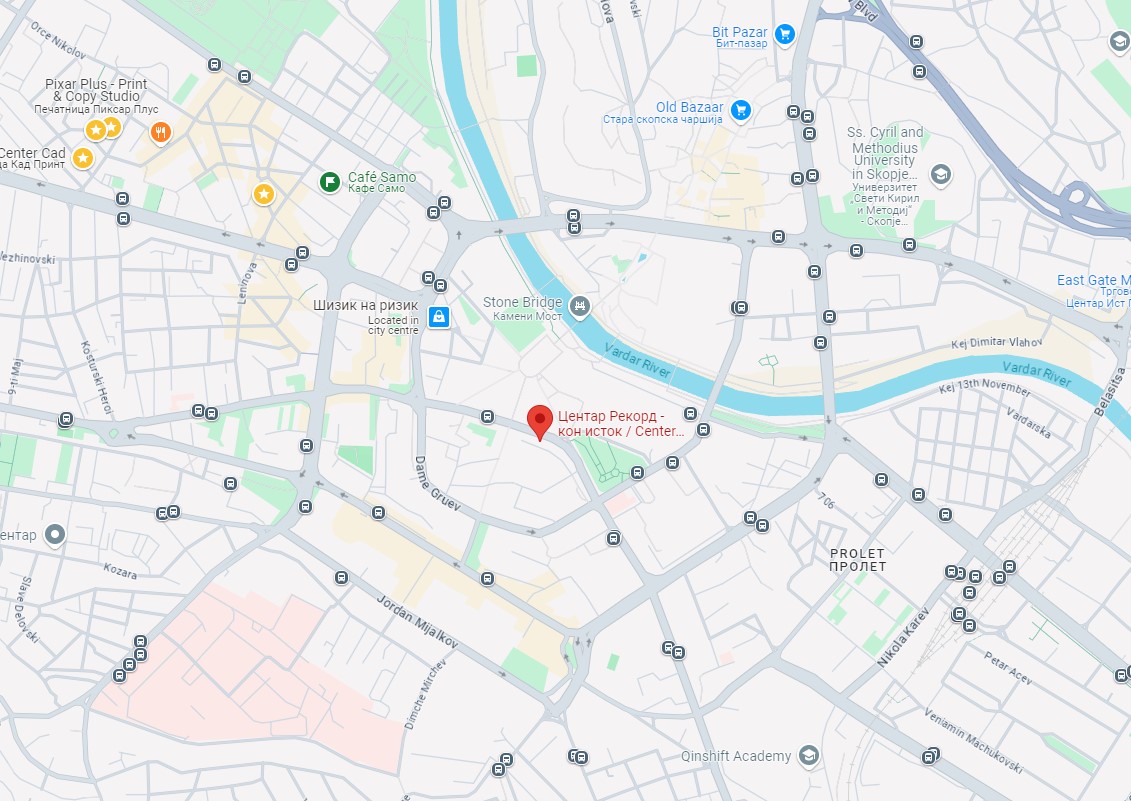 Orce Nikolov
Bit Pazar
Бит-пазар
Pixar Plus - Print
& Copy Studio
Печатница Пиксар Плус
Old Bazaar
Стара скопска чаршија
Center Cad
Кад Принт
Ss. Cyril and
Methodius
University
in Skopje...
Универзитет
"Свети Кирил
и Методиј"
- Скопје...
Café Samo
Кафе Само
Leninova
East Gate
Центар Ист
Шизик на ризик
Located in
city centre
Stone Bridge
Камени Мост
Vardar River
Kej Dimitar Vlahov
Vardar River
Kej 13th November
Vardarska
Belasitsa
9-ti Maj
Kosturski Heroi
Центар Рекорд -
кон исток / Center...
Dame Gruev
706
PROLET
ПРОЛЕТ
Kozara
Slave Delovski
Jordan Mijalkov
Dimche Mirchev
Nikola Karev
Petar Acev
Veniamin Machukovski
Qinshift Academy